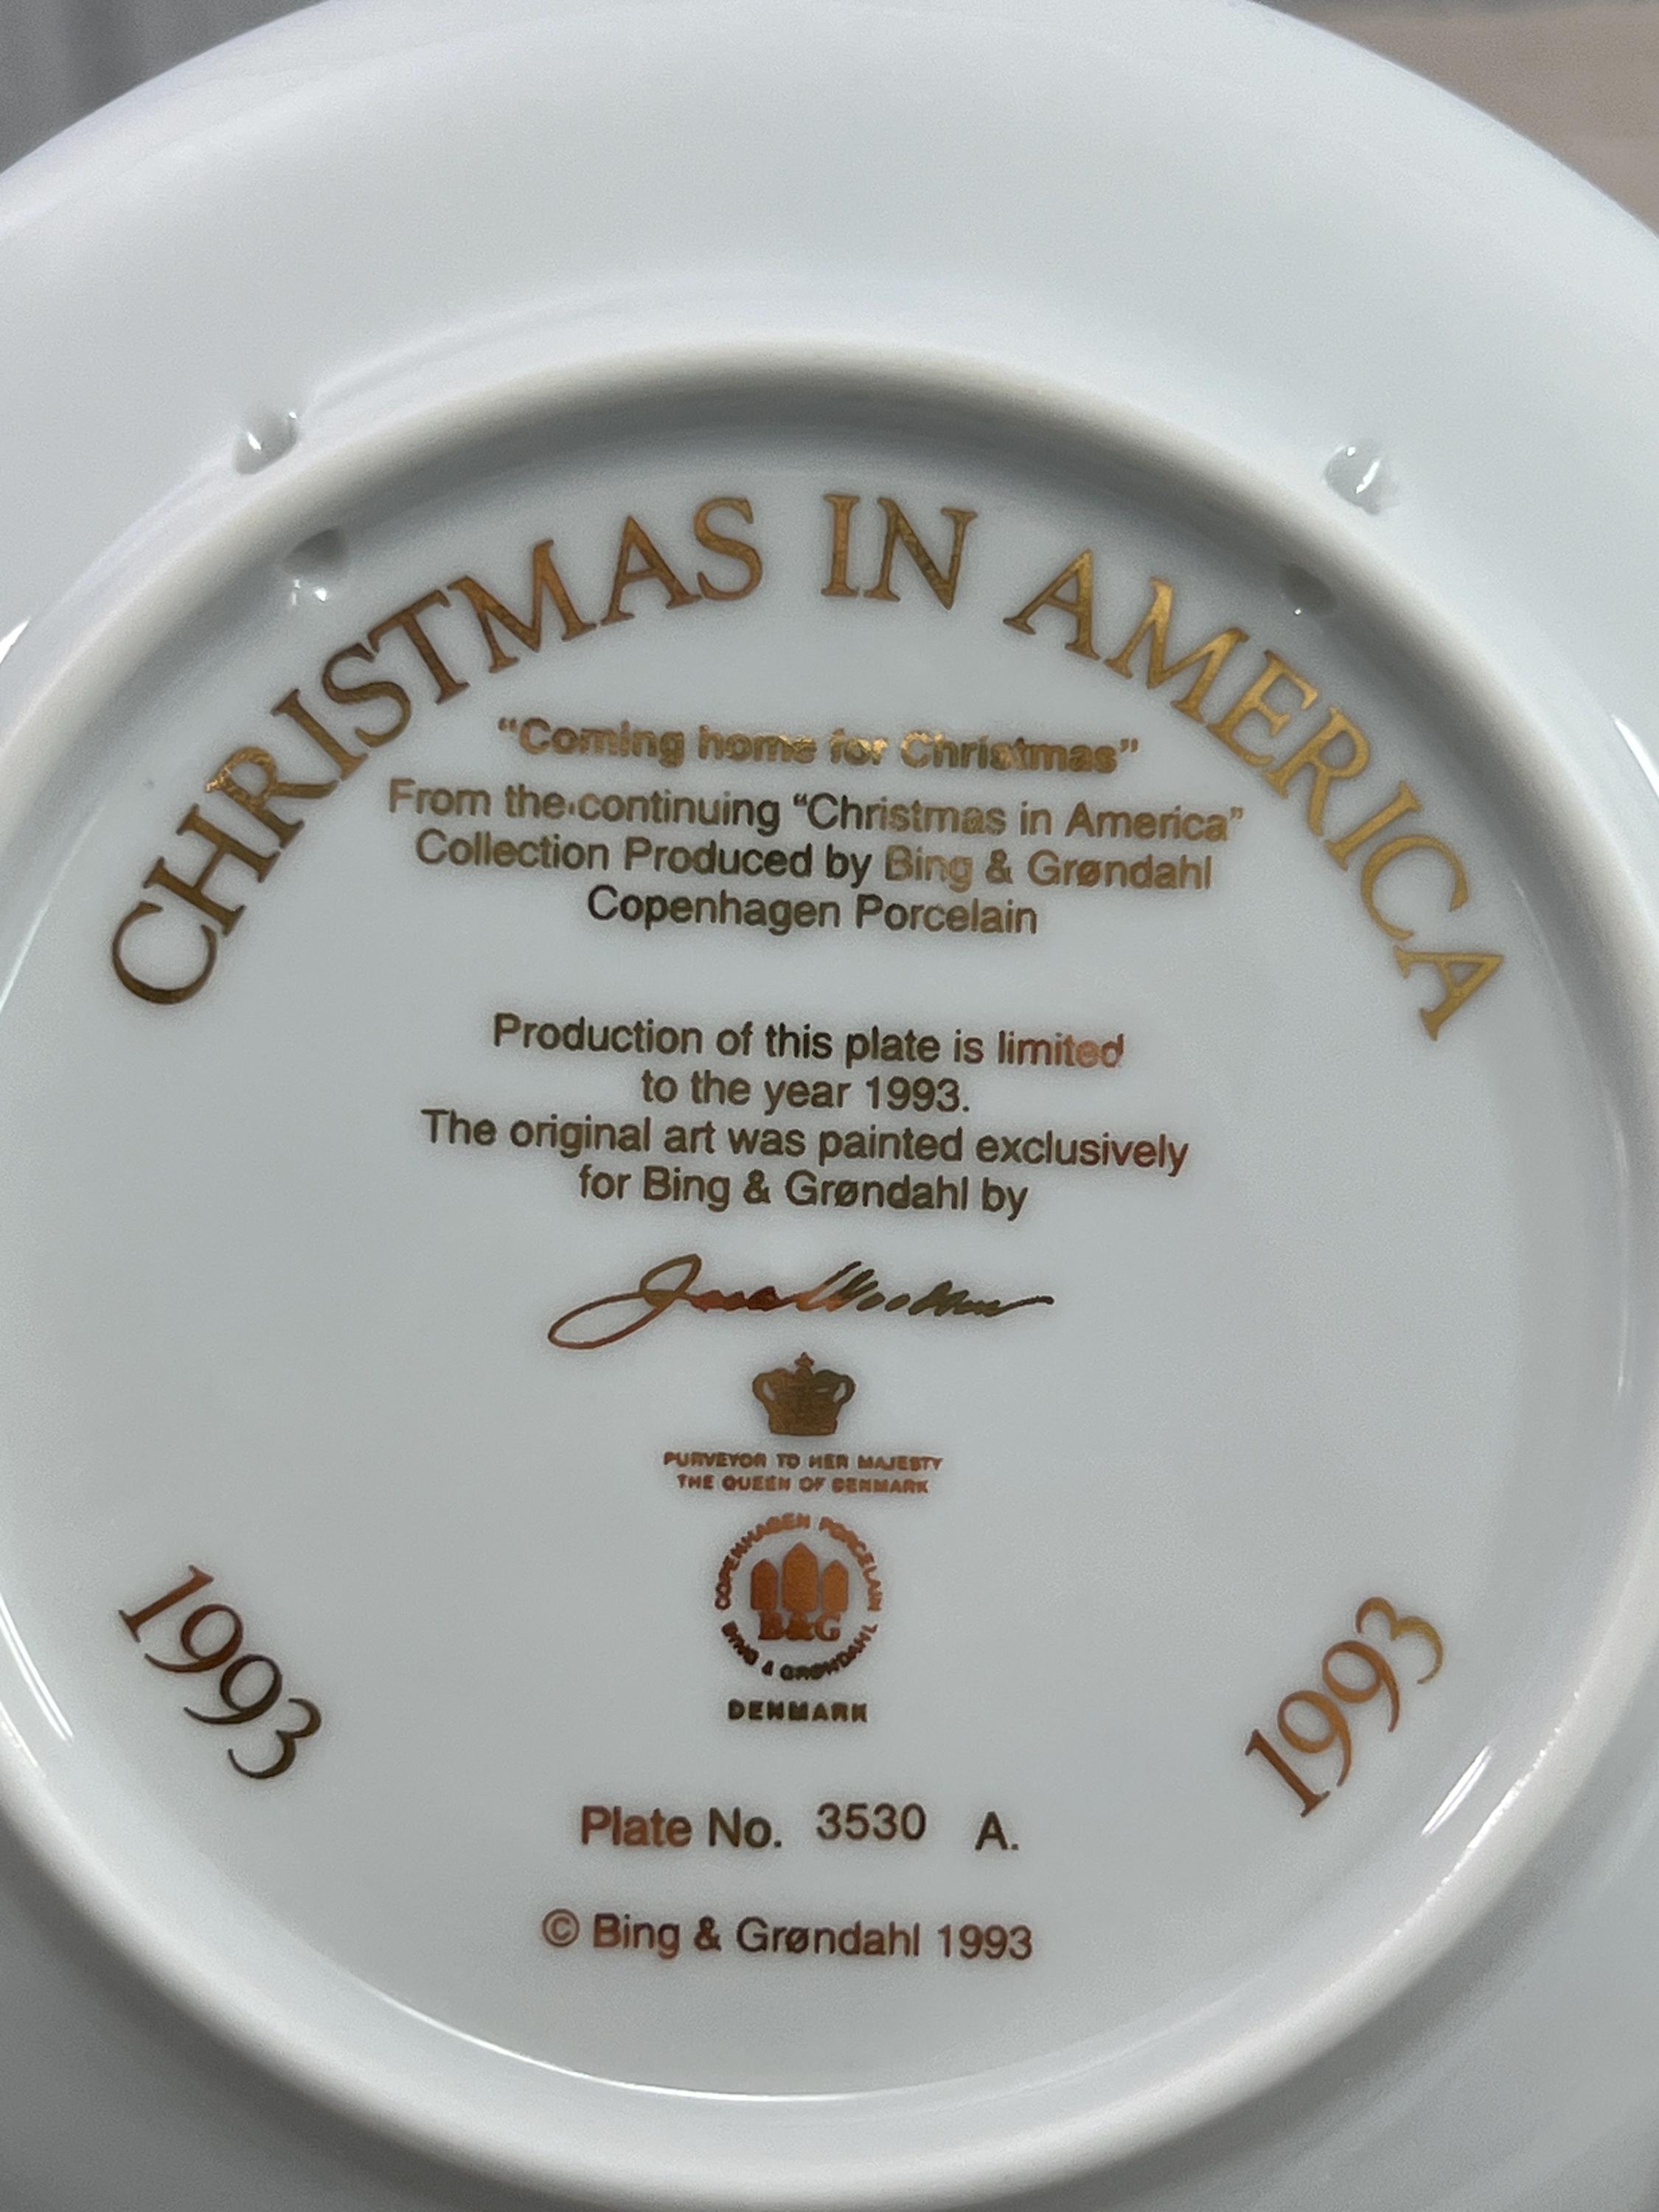 CHRISTMAS IN AMERICA
“Coming home for Christmas”
From the continuing “Christmas in America”
Collection Produced by Bing & Grøndahl
Copenhagen Porcelain
Production of this plate is limited
to the year 1993.
The original art was painted exclusively
for Bing & Grøndahl by
PURVEYOR TO HER MAJESTY
THE QUEEN OF DENMARK
COPENHAGEN PORCELAIN
B&G
BING & GRØNDAHL
DENMARK
1993
1993
Plate No. 3530 A.
© Bing & Grøndahl 1993